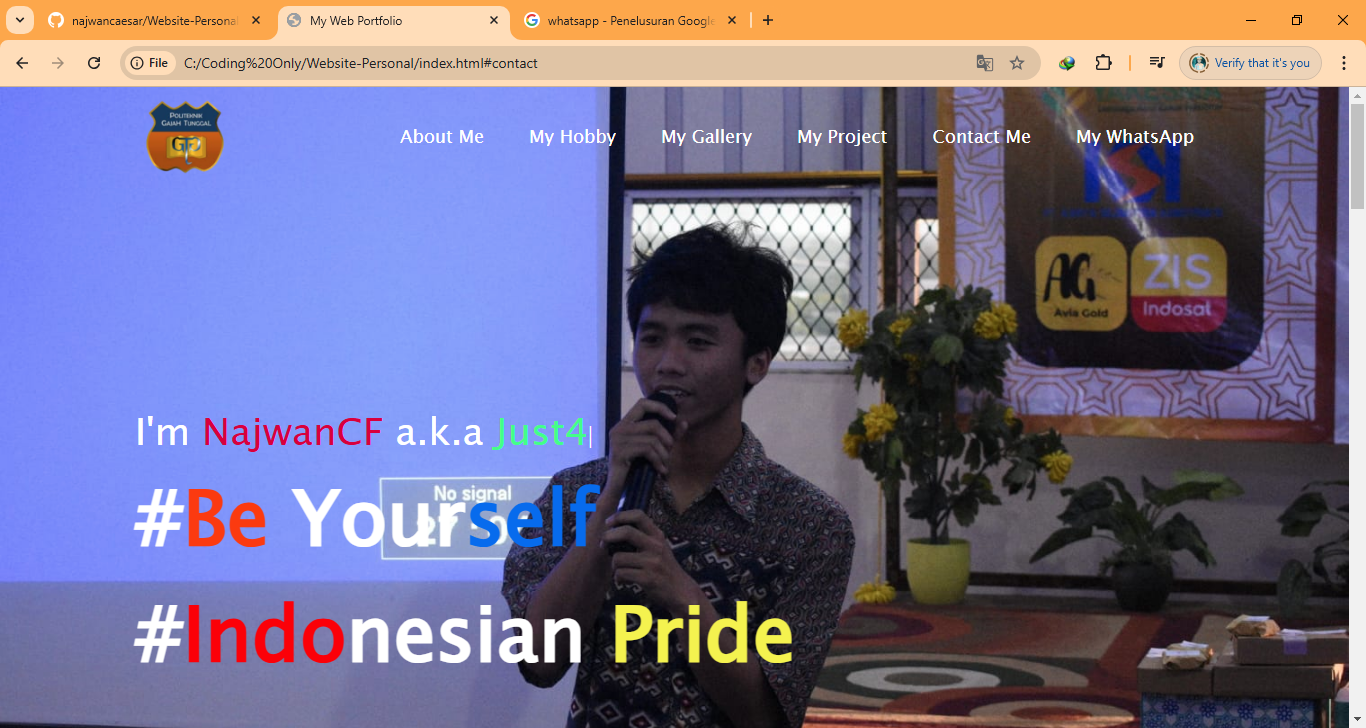 najwancaesar/Website-Personal
My Web Portfolio
whatsapp - Penelusuran Google
File
C:/Coding%20Only/Website-Personal/index.html#contact
Verify that it's you
POLITEKNIK
GAJAH TUNGGAL
About Me
My Hobby
My Gallery
My Project
Contact Me
My WhatsApp
AG
Avia Gold
ZIS
Indosat
I'm NajwanCF a.k.a Just4
No signal
#Be Yourself
#Indonesian Pride